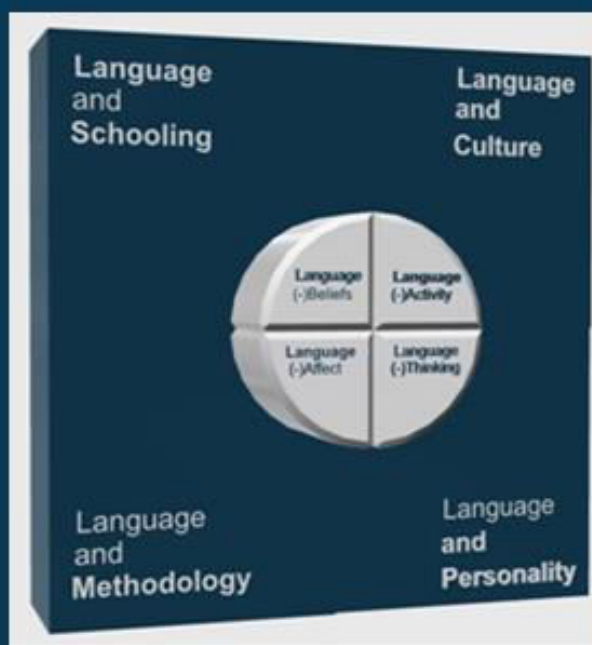 Language
and
Schooling
Language
and
Culture
Language
(-)Beliefs
Language
(-)Activity
Language
(-)Affect
Language
(-)Thinking
Language
and
Methodology
Language
and
Personality